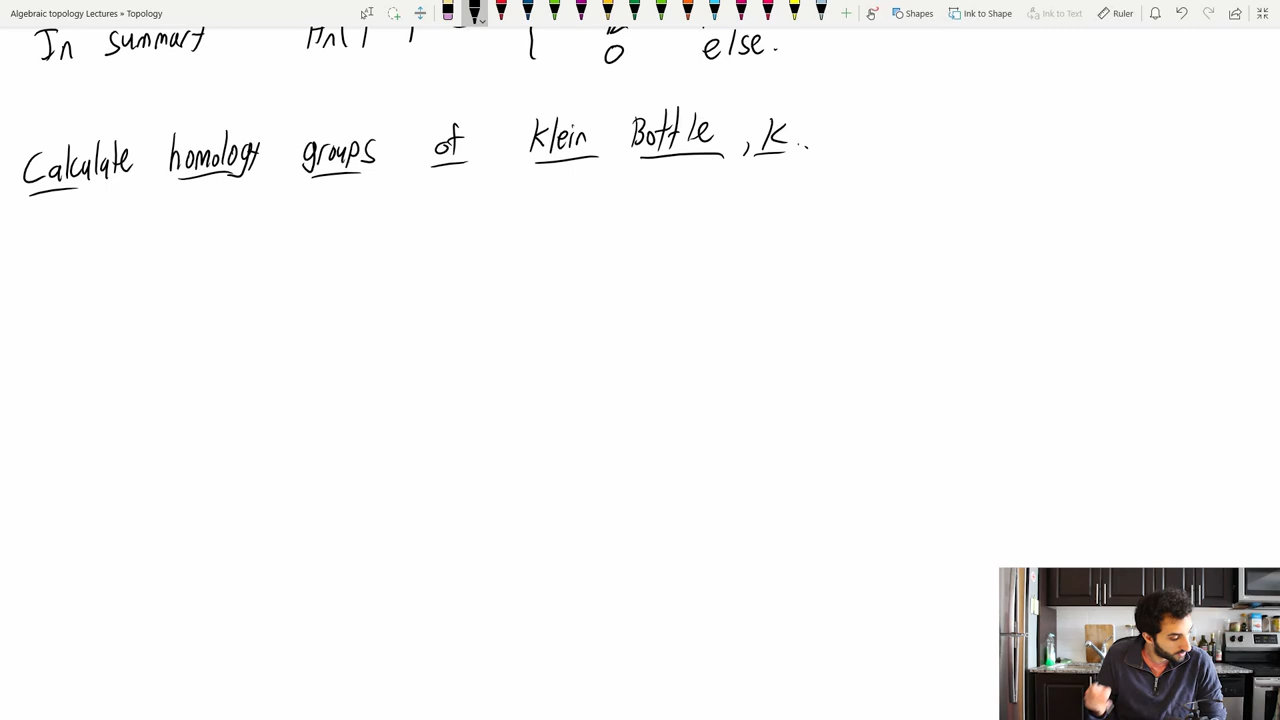 Algebraic topology Lectures » Topology
Shapes Ink to Shape Ink to Text Ruler
In summary 0 else.
Calculate homology groups of Klein Bottle, K.